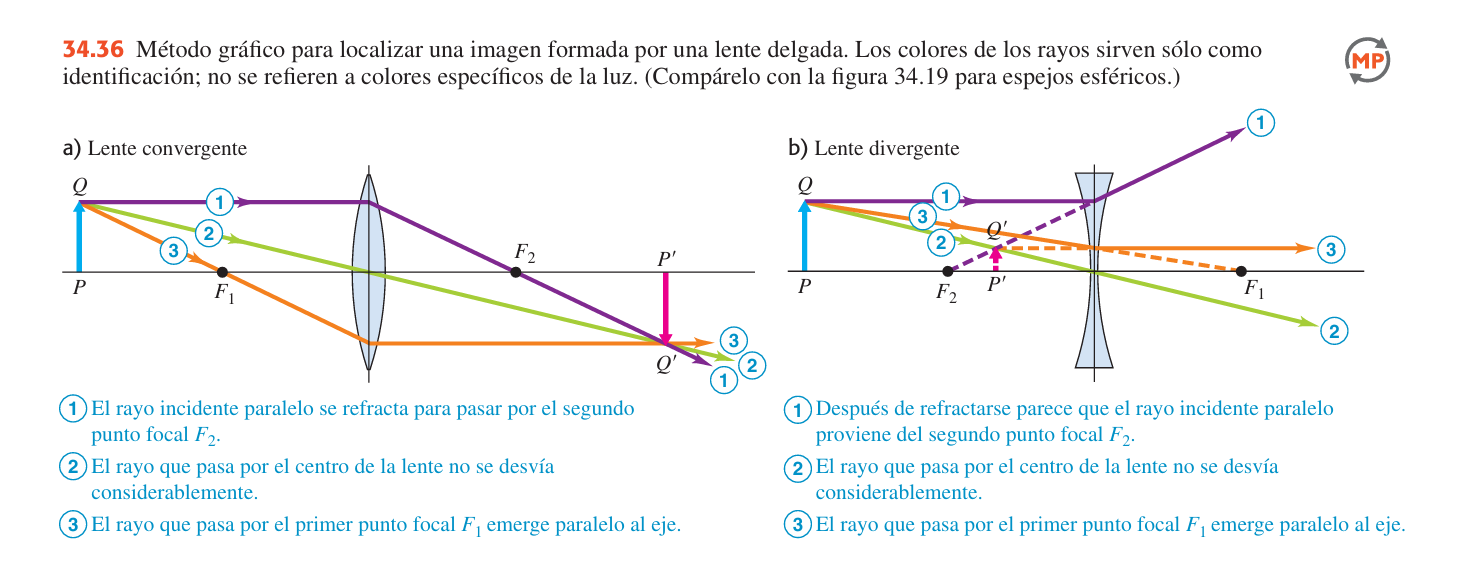 34.36 Método gráfico para localizar una imagen formada por una lente delgada. Los colores de los rayos sirven sólo como
identificación; no se refieren a colores específicos de la luz. (Compárelo con la figura 34.19 para espejos esféricos.)
MP
a) Lente convergente
Q
1
2
3
F₂
P′
P
F₁
Q′
3
2
1
1 El rayo incidente paralelo se refracta para pasar por el segundo
punto focal F₂.
2 El rayo que pasa por el centro de la lente no se desvía
considerablemente.
3 El rayo que pasa por el primer punto focal F₁ emerge paralelo al eje.
b) Lente divergente
1
Q
1
3
2
Q′
3
P
F₂
P′
F₁
2
1 Después de refractarse parece que el rayo incidente paralelo
proviene del segundo punto focal F₂.
2 El rayo que pasa por el centro de la lente no se desvía
considerablemente.
3 El rayo que pasa por el primer punto focal F₁ emerge paralelo al eje.